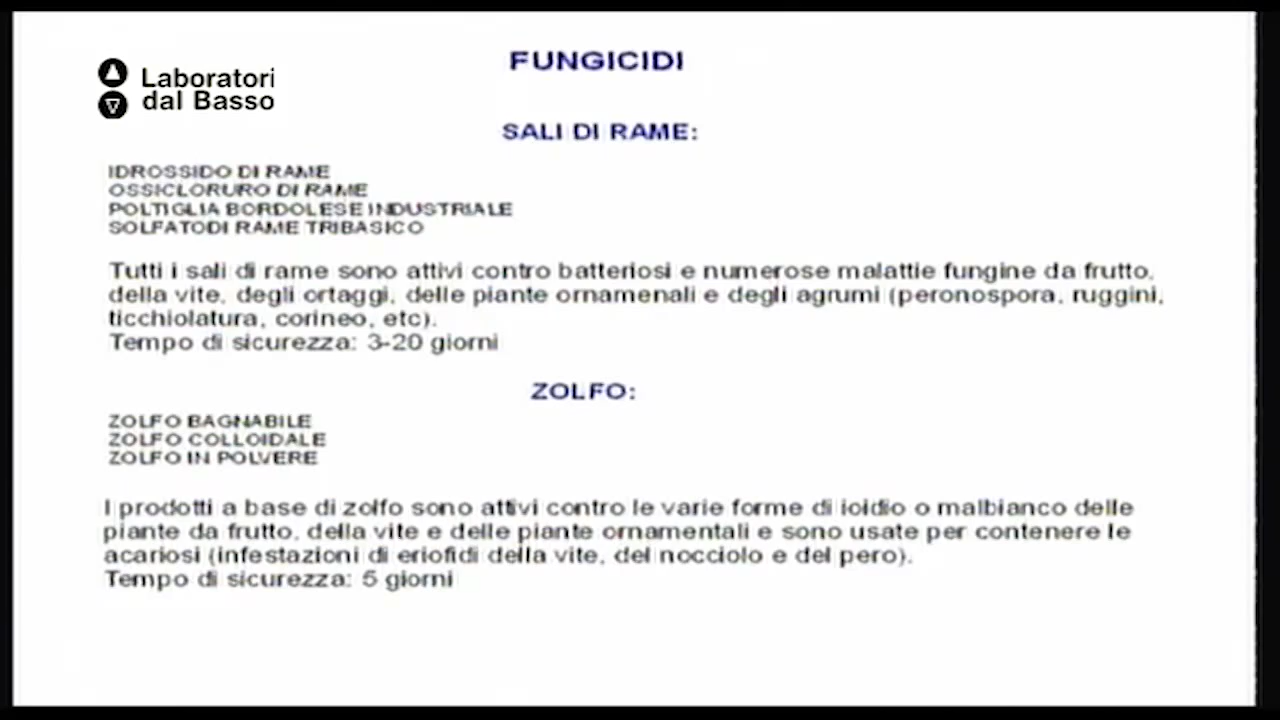 Laboratori
dal Basso
FUNGICIDI
SALI DI RAME:
IDROSSIDO DI RAME
OSSICLORURO DI RAME
POLTIGLIA BORDOLESE INDUSTRIALE
SOLFATODI RAME TRIBASICO
Tutti i sali di rame sono attivi contro batteriosi e numerose malattie fungine da frutto,
della vite, degli ortaggi, delle piante ornamenali e degli agrumi (peronospora, ruggini,
ticchiolatura, corineo, etc).
Tempo di sicurezza: 3-20 giorni
ZOLFO:
ZOLFO BAGNABILE
ZOLFO COLLOIDALE
ZOLFO IN POLVERE
I prodotti a base di zolfo sono attivi contro le varie forme di ioidio o malbianco delle
piante da frutto, della vite e delle piante ornamentali e sono usate per contenere le
acariosi (infestazioni di eriofidi della vite, del nocciolo e del pero).
Tempo di sicurezza: 5 giorni